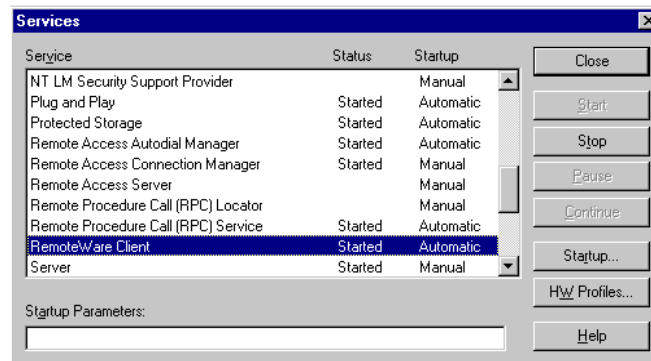 Services
Service Status Startup
NT LM Security Support Provider Manual
Plug and Play Started Automatic
Protected Storage Started Automatic
Remote Access Autodial Manager Started Automatic
Remote Access Connection Manager Started Manual
Remote Access Server Manual
Remote Procedure Call (RPC) Locator Manual
Remote Procedure Call (RPC) Service Started Automatic
RemoteWare Client Started Automatic
Server Started Manual
Startup Parameters:
Close
Start
Stop
Pause
Continue
Startup...
HW Profiles...
Help